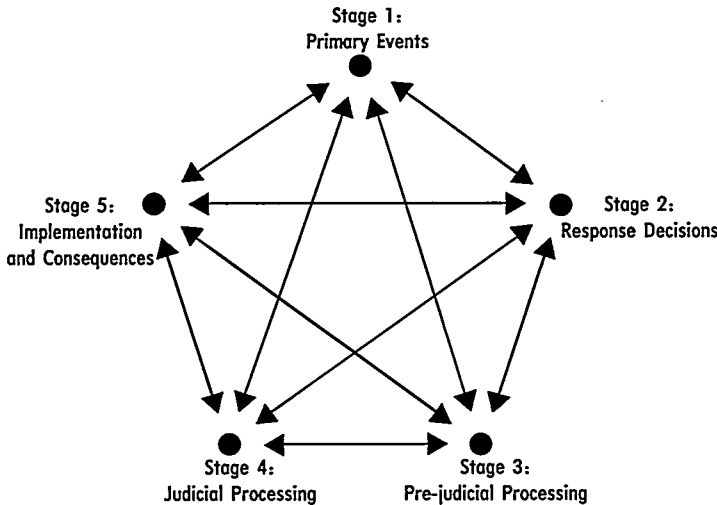 Stage 1:
Primary Events
Stage 5:
Implementation
and Consequences
Stage 2:
Response Decisions
Stage 4:
Judicial Processing
Stage 3:
Pre-judicial Processing